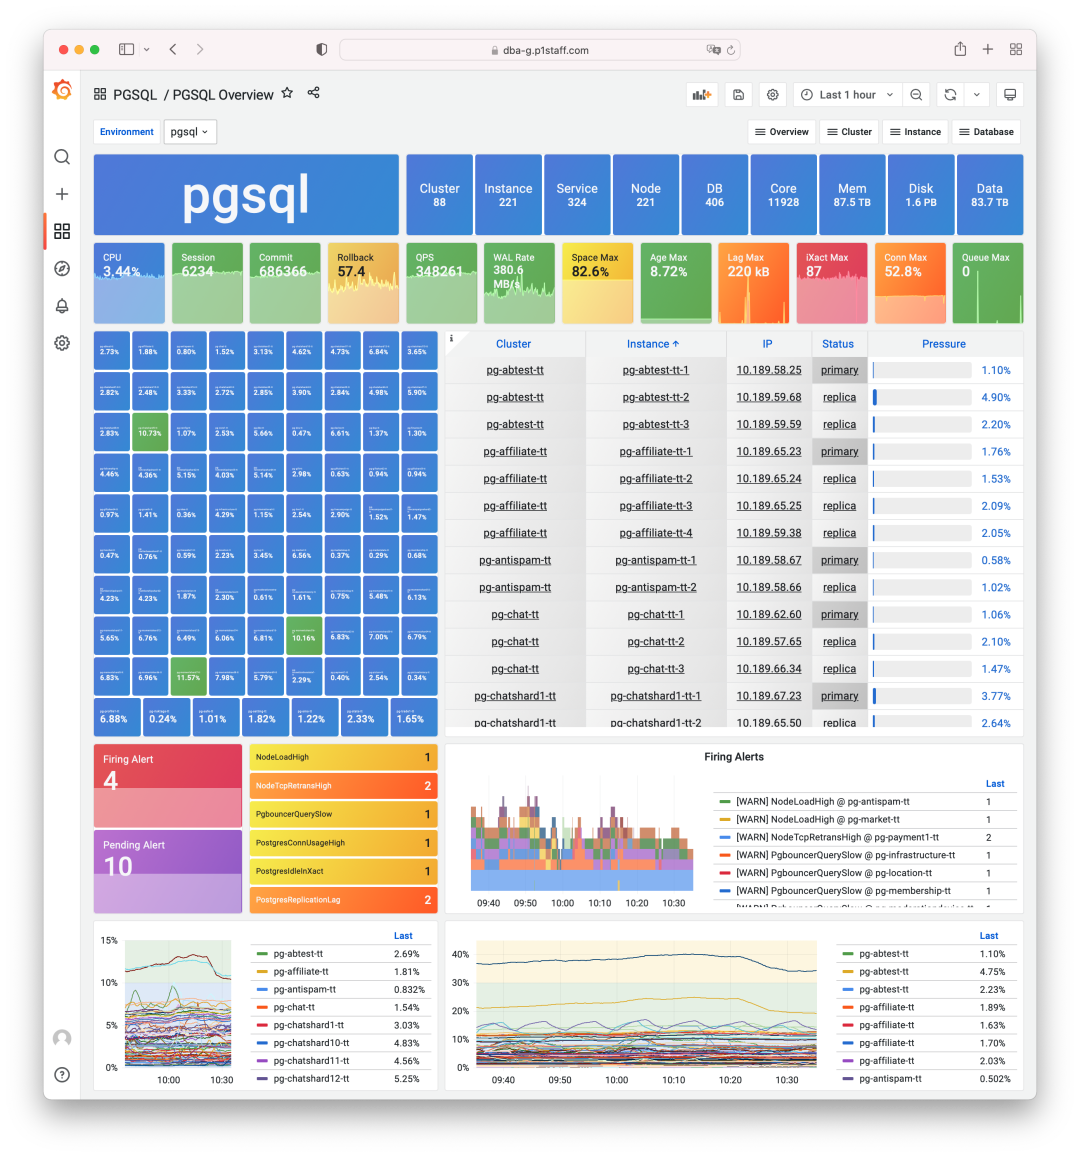 dba-g.p1staff.com
PGSQL / PGSQL Overview
Last 1 hour
Environment pgsql
Overview Cluster Instance Database
pgsql
Cluster 88
Instance 221
Service 324
Node 221
DB 406
Core 11928
Mem 87.5 TB
Disk 1.6 PB
Data 83.7 TB
CPU 3.44%
Session 6234
Commit 686366
Rollback 57.4
QPS 348261
WAL Rate 380.6 MB/s
Space Max 82.6%
Age Max 8.72%
Lag Max 220 kB
iXact Max 87
Conn Max 52.8%
Queue Max 0
2.73% 1.88% 0.80% 1.52% 3.13% 4.62% 4.73% 6.84% 3.65%
2.82% 2.48% 3.33% 2.72% 2.85% 3.90% 2.84% 4.98% 5.90%
2.83% 10.73% 1.07% 2.53% 5.66% 0.47% 6.61% 1.37% 1.30%
4.46% 4.36% 5.15% 4.03% 5.14% 2.98% 0.63% 0.94% 0.94%
0.97% 1.41% 0.36% 4.29% 1.15% 2.54% 2.90% 1.52% 1.47%
0.47% 0.76% 0.59% 2.23% 3.45% 6.56% 0.37% 0.29% 0.68%
4.23% 4.23% 1.87% 2.30% 0.61% 1.61% 0.75% 5.48% 6.13%
5.65% 6.76% 6.49% 6.06% 6.81% 10.16% 6.83% 7.00% 6.79%
6.83% 6.96% 11.57% 7.98% 5.79% 2.29% 0.40% 2.54% 0.34%
6.88% 0.24% 1.01% 1.82% 1.22% 2.33% 1.65%
Cluster Instance IP Status Pressure
pg-abtest-tt pg-abtest-tt-1 10.189.58.25 primary 1.10%
pg-abtest-tt pg-abtest-tt-2 10.189.59.68 replica 4.90%
pg-abtest-tt pg-abtest-tt-3 10.189.59.59 replica 2.20%
pg-affiliate-tt pg-affiliate-tt-1 10.189.65.23 primary 1.76%
pg-affiliate-tt pg-affiliate-tt-2 10.189.65.24 replica 1.53%
pg-affiliate-tt pg-affiliate-tt-3 10.189.65.25 replica 2.09%
pg-affiliate-tt pg-affiliate-tt-4 10.189.59.38 replica 2.05%
pg-antispam-tt pg-antispam-tt-1 10.189.58.67 primary 0.58%
pg-antispam-tt pg-antispam-tt-2 10.189.58.66 replica 1.02%
pg-chat-tt pg-chat-tt-1 10.189.62.60 primary 1.06%
pg-chat-tt pg-chat-tt-2 10.189.57.65 replica 2.10%
pg-chat-tt pg-chat-tt-3 10.189.66.34 replica 1.47%
pg-chatshard1-tt pg-chatshard1-tt-1 10.189.67.23 primary 3.77%
pg-chatshard1-tt pg-chatshard1-tt-2 10.189.65.50 replica 2.64%
Firing Alert
4
Pending Alert
10
NodeLoadHigh 1
NodeTcpRetransHigh 2
PgbouncerQuerySlow 1
PostgresConnUsageHigh 1
PostgresIdleInXact 1
PostgresReplicationLag 2
Firing Alerts
09:40 09:50 10:00 10:10 10:20 10:30
Last
[WARN] NodeLoadHigh @ pg-antispam-tt 1
[WARN] NodeLoadHigh @ pg-market-tt 1
[WARN] NodeTcpRetransHigh @ pg-payment1-tt 2
[WARN] PgbouncerQuerySlow @ pg-infrastructure-tt 1
[WARN] PgbouncerQuerySlow @ pg-location-tt 1
[WARN] PgbouncerQuerySlow @ pg-membership-tt 1
15%
10%
5%
0%
10:00 10:30
Last
pg-abtest-tt 2.69%
pg-affiliate-tt 1.81%
pg-antispam-tt 0.832%
pg-chat-tt 1.54%
pg-chatshard1-tt 3.03%
pg-chatshard10-tt 4.83%
pg-chatshard11-tt 4.56%
pg-chatshard12-tt 5.25%
40%
30%
20%
10%
0%
09:40 09:50 10:00 10:10 10:20 10:30
Last
pg-abtest-tt 1.10%
pg-abtest-tt 4.75%
pg-abtest-tt 2.23%
pg-affiliate-tt 1.89%
pg-affiliate-tt 1.63%
pg-affiliate-tt 1.70%
pg-affiliate-tt 2.03%
pg-antispam-tt 0.502%